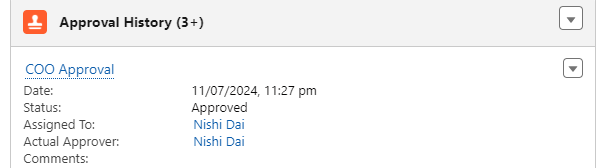 Approval History (3+)
COO Approval
Date: 11/07/2024, 11:27 pm
Status: Approved
Assigned To: Nishi Dai
Actual Approver: Nishi Dai
Comments: